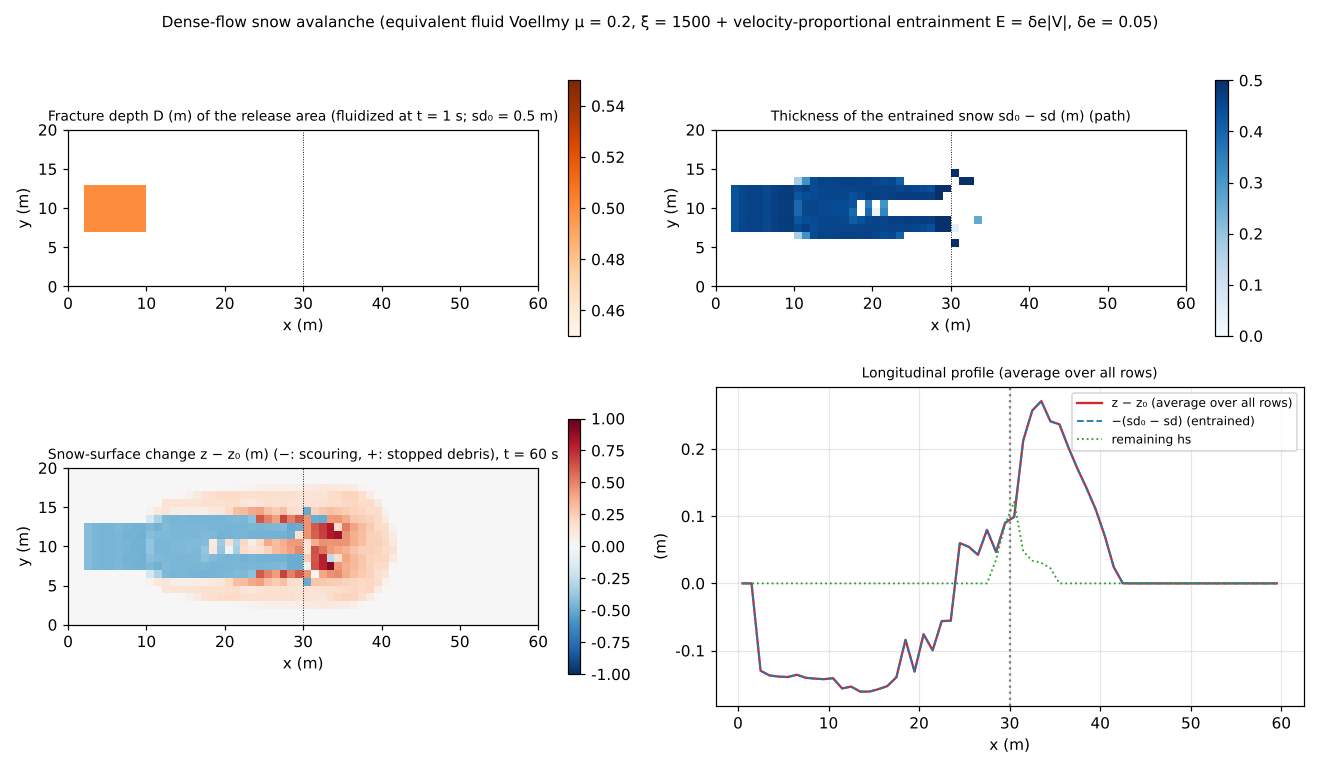 Dense-flow snow avalanche (equivalent fluid Voellmy μ = 0.2, ξ = 1500 + velocity-proportional entrainment E = δe|V|, δe = 0.05)
Fracture depth D (m) of the release area (fluidized at t = 1 s; sd₀ = 0.5 m)
20
15
10
5
0
y (m)
0 10 20 30 40 50 60
x (m)
0.54
0.52
0.50
0.48
0.46
Thickness of the entrained snow sd₀ − sd (m) (path)
20
15
10
5
0
y (m)
0 10 20 30 40 50 60
x (m)
0.5
0.4
0.3
0.2
0.1
0.0
Snow-surface change z − z₀ (m) (−: scouring, +: stopped debris), t = 60 s
20
15
10
5
0
y (m)
0 10 20 30 40 50 60
x (m)
1.00
0.75
0.50
0.25
0.00
-0.25
-0.50
-0.75
-1.00
Longitudinal profile (average over all rows)
z − z₀ (average over all rows)
−(sd₀ − sd) (entrained)
remaining hs
0.2
0.1
0.0
-0.1
(m)
0 10 20 30 40 50 60
x (m)